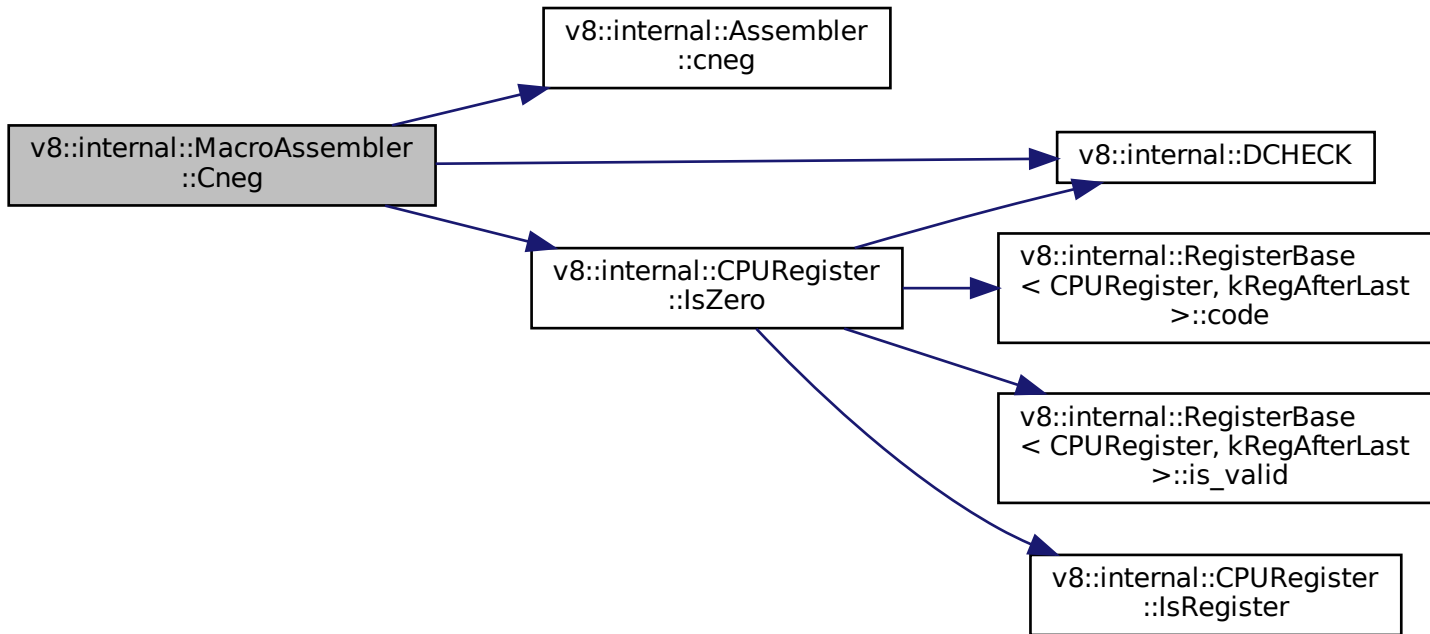 v8::internal::Assembler
::cneg
v8::internal::MacroAssembler
::Cneg
v8::internal::DCHECK
v8::internal::CPURegister
::IsZero
v8::internal::RegisterBase
< CPURegister, kRegAfterLast
>::code
v8::internal::RegisterBase
< CPURegister, kRegAfterLast
>::is_valid
v8::internal::CPURegister
::IsRegister